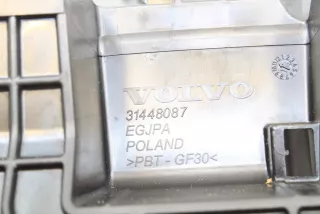 VOLVO
31448087
EGJPA
POLAND
>PBT - GF30<